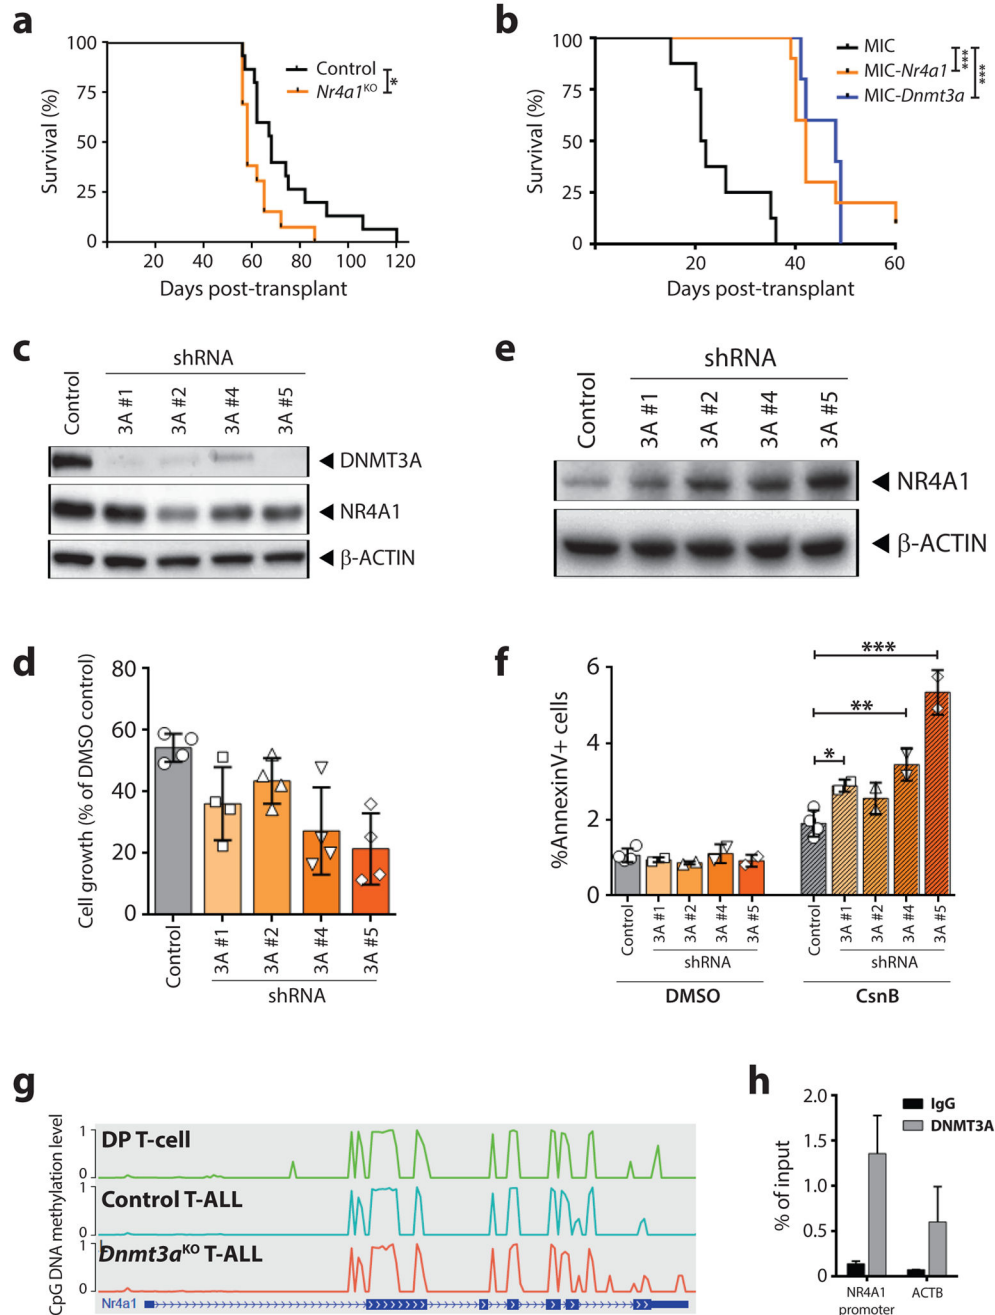 a
Survival (%)
100
75
50
25
0
20 40 60 80 100 120
Days post-transplant
Control
Nr4a1KO
*
b
Survival (%)
100
75
50
25
0
20 40 60
Days post-transplant
MIC
MIC-Nr4a1
MIC-Dnmt3a
***
***
c
shRNA
Control
3A #1
3A #2
3A #4
3A #5
DNMT3A
NR4A1
β-ACTIN
e
shRNA
Control
3A #1
3A #2
3A #4
3A #5
NR4A1
β-ACTIN
d
Cell growth (% of DMSO control)
80
60
40
20
0
Control
3A #1
3A #2
3A #4
3A #5
shRNA
f
%AnnexinV+ cells
6
4
2
0
***
**
*
Control
3A #1
3A #2
3A #4
3A #5
shRNA
DMSO
Control
3A #1
3A #2
3A #4
3A #5
shRNA
CsnB
g
CpG DNA methylation level
1
0
DP T-cell
1
0
Control T-ALL
1
0
Dnmt3aKO T-ALL
Nr4a1
h
% of input
2.0
1.5
1.0
0.5
0
IgG
DNMT3A
NR4A1
promoter
ACTB